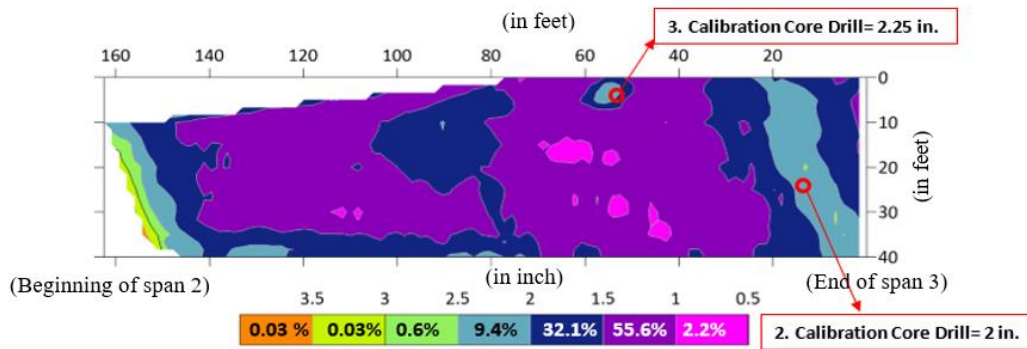 (in feet)
3. Calibration Core Drill= 2.25 in.
160 140 120 100 80 60 40 20
0
10
20
30
40
(in feet)
(Beginning of span 2)
(in inch)
(End of span 3)
3.5 3 2.5 2 1.5 1 0.5
0.03 % 0.03% 0.6% 9.4% 32.1% 55.6% 2.2%
2. Calibration Core Drill= 2 in.